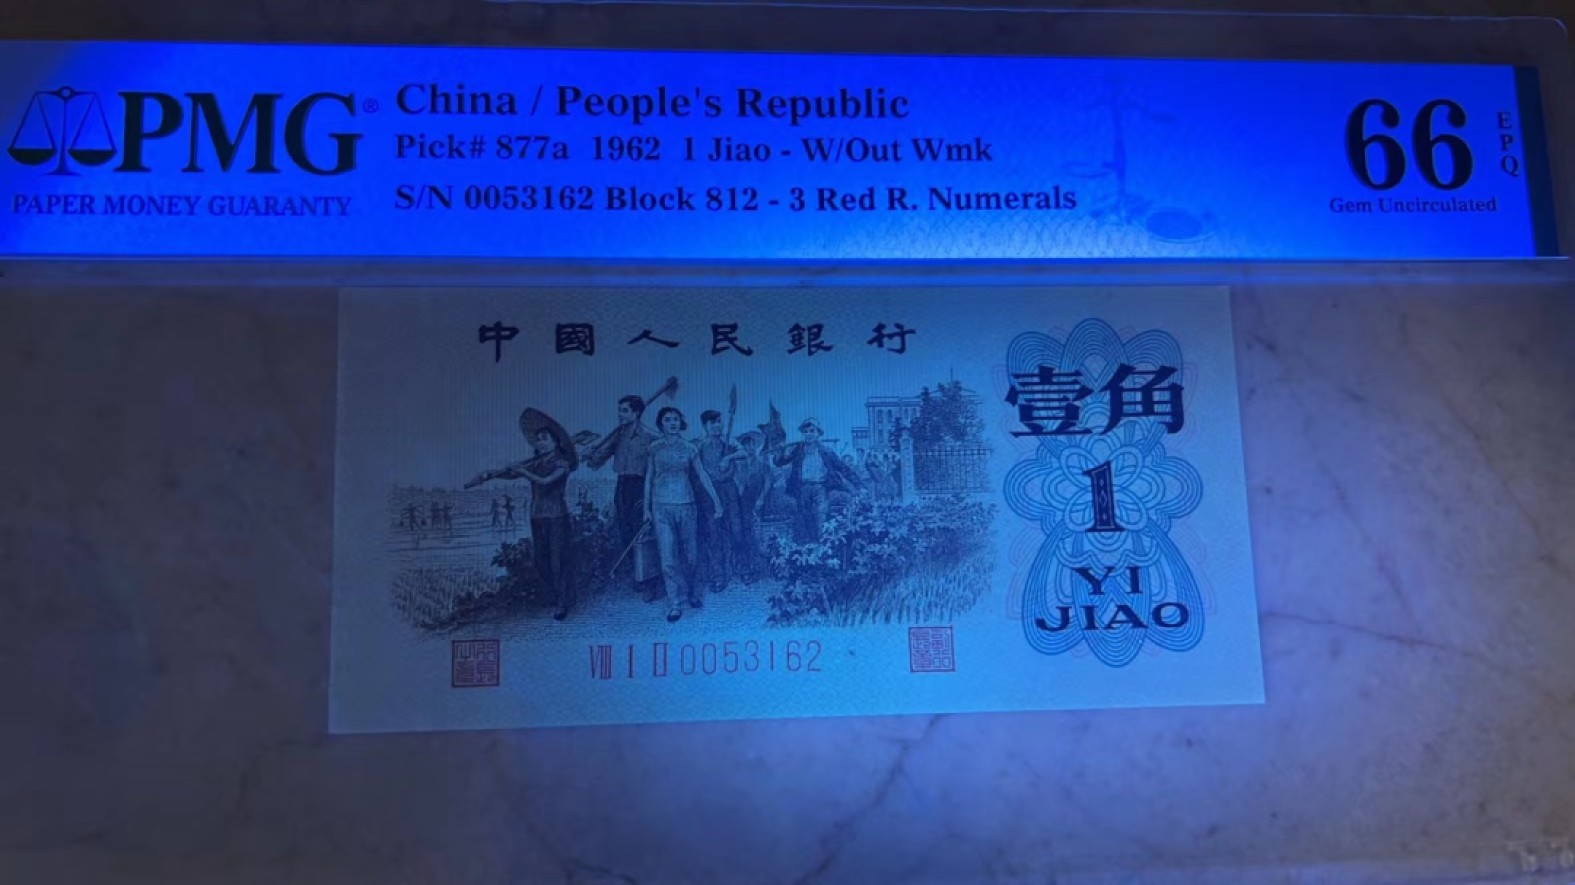 PMG®
PAPER MONEY GUARANTY
China / People's Republic
Pick# 877a 1962 1 Jiao - W/Out Wmk
S/N 0053162 Block 812 - 3 Red R. Numerals
66
EPQ
Gem Uncirculated
中國人民銀行
壹角
1
YI
JIAO
VIII I II 0053162